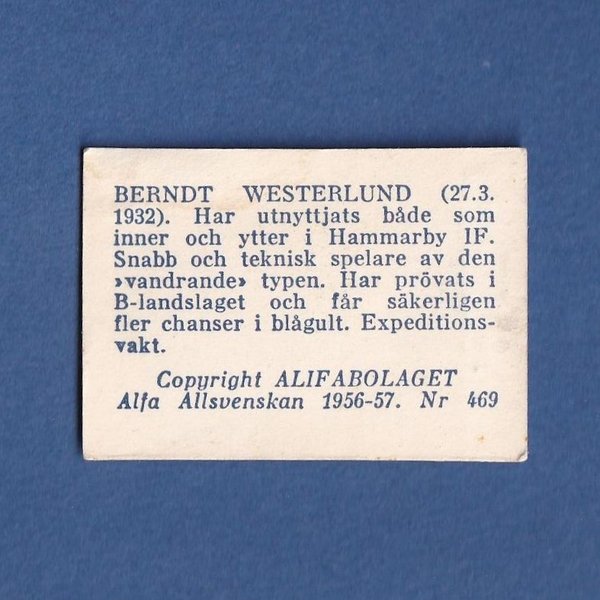 BERNDT WESTERLUND (27.3.
1932). Har utnyttjats både som
inner och ytter i Hammarby IF.
Snabb och teknisk spelare av den
»vandrande» typen. Har prövats i
B-landslaget och får säkerligen
fler chanser i blågult. Expeditions-
vakt.
Copyright ALIFABOLAGET
Alfa Allsvenskan 1956-57. Nr 469